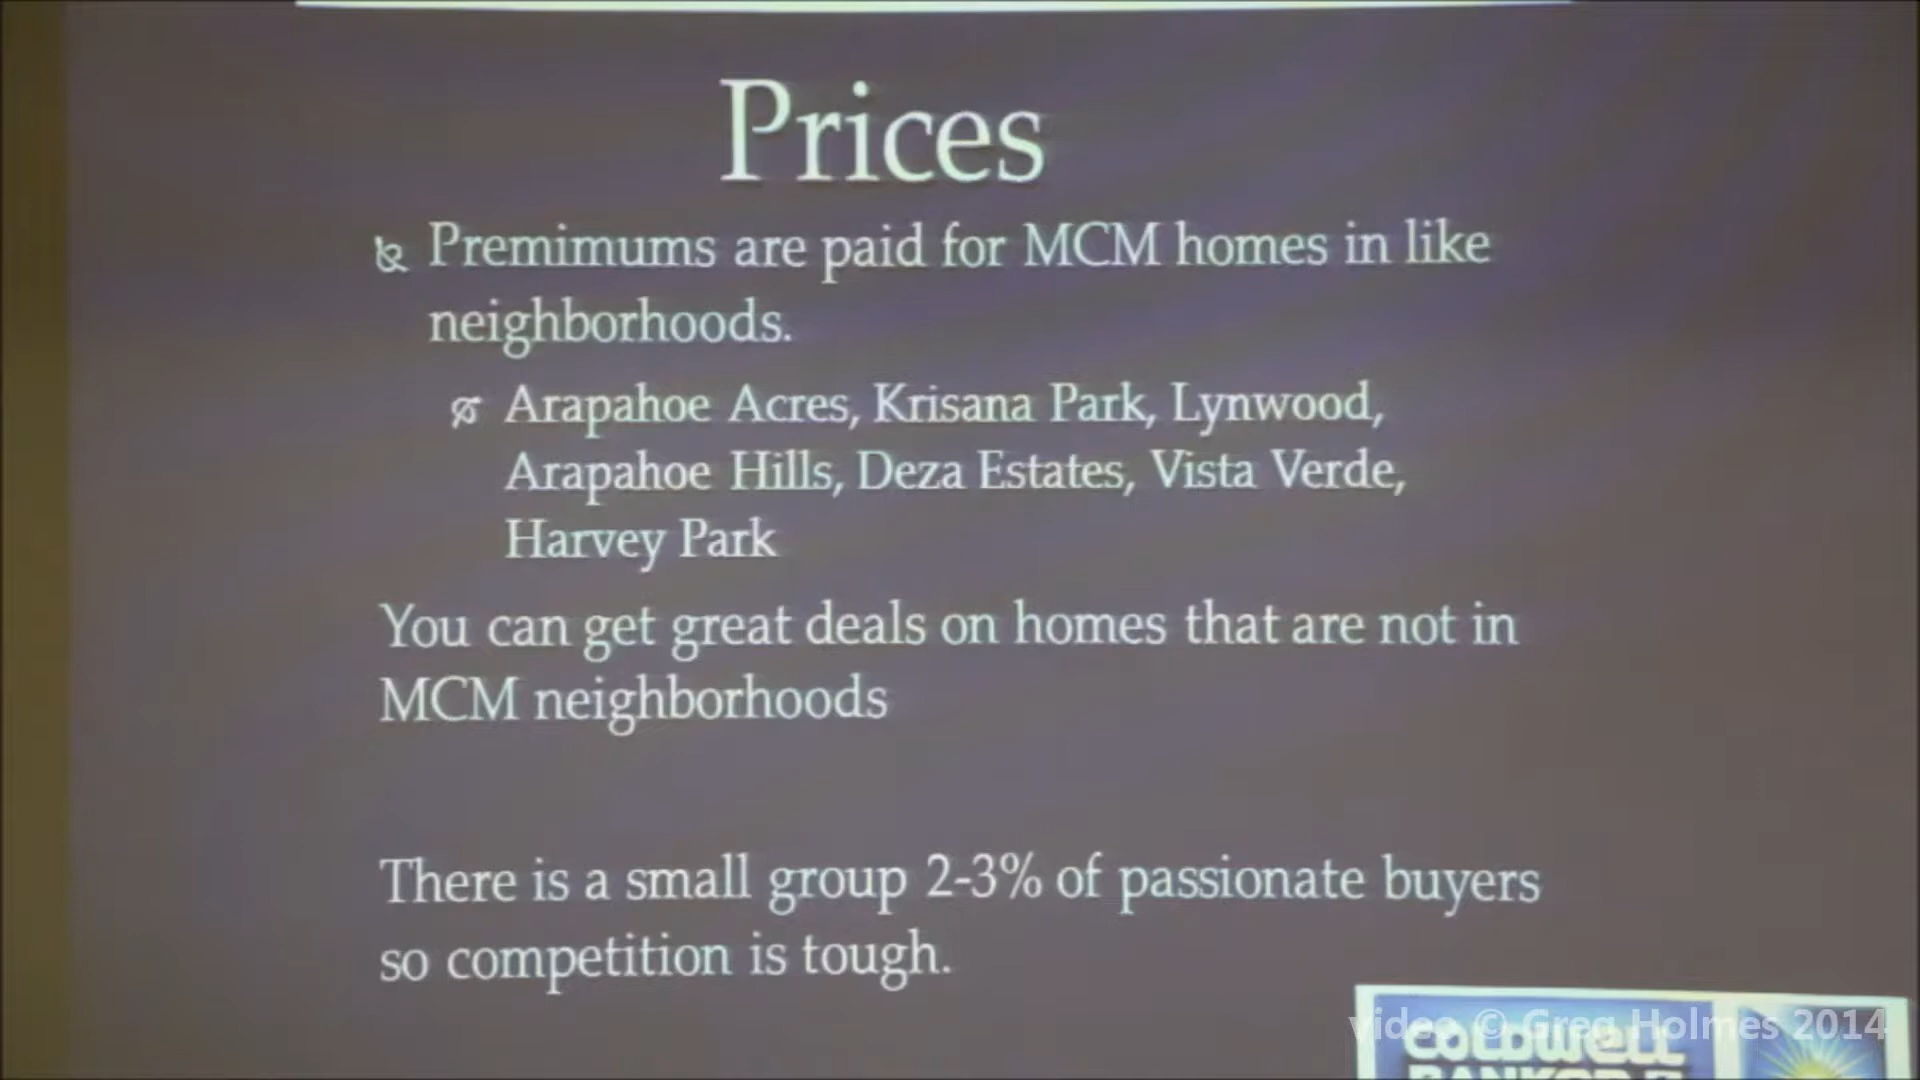 Prices
Premimums are paid for MCM homes in like
neighborhoods.
Arapahoe Acres, Krisana Park, Lynwood,
Arapahoe Hills, Deza Estates, Vista Verde,
Harvey Park
You can get great deals on homes that are not in
MCM neighborhoods
There is a small group 2-3% of passionate buyers
so competition is tough.
video © Greg Holmes 2014
COLDWELL
BANKER